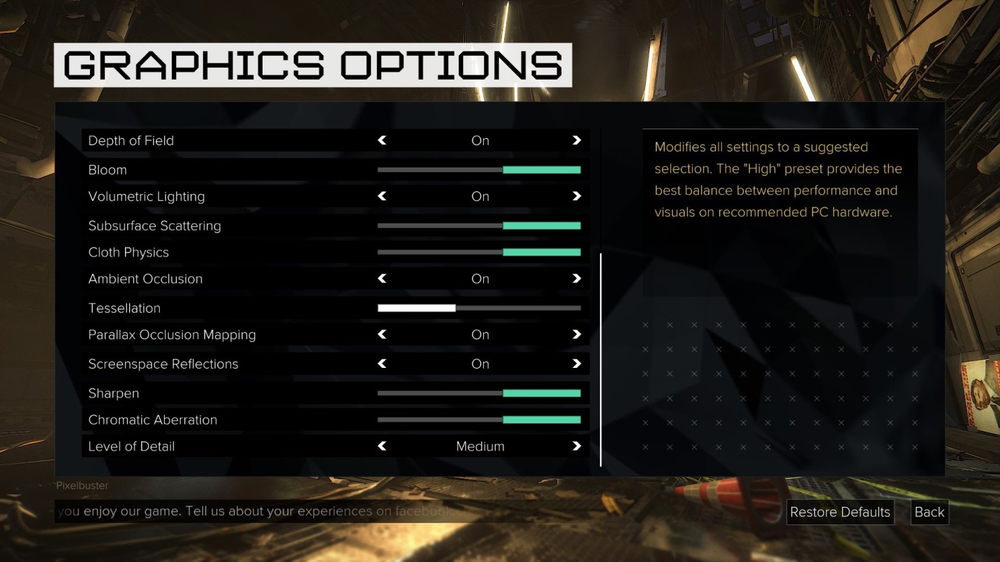 GRAPHICS OPTIONS
Depth of Field On
Bloom
Volumetric Lighting On
Subsurface Scattering
Cloth Physics
Ambient Occlusion On
Tessellation
Parallax Occlusion Mapping On
Screenspace Reflections On
Sharpen
Chromatic Aberration
Level of Detail Medium
Modifies all settings to a suggested
selection. The "High" preset provides the
best balance between performance and
visuals on recommended PC hardware.
Pixelbuster
you enjoy our game. Tell us about your experiences on facebook
Restore Defaults
Back